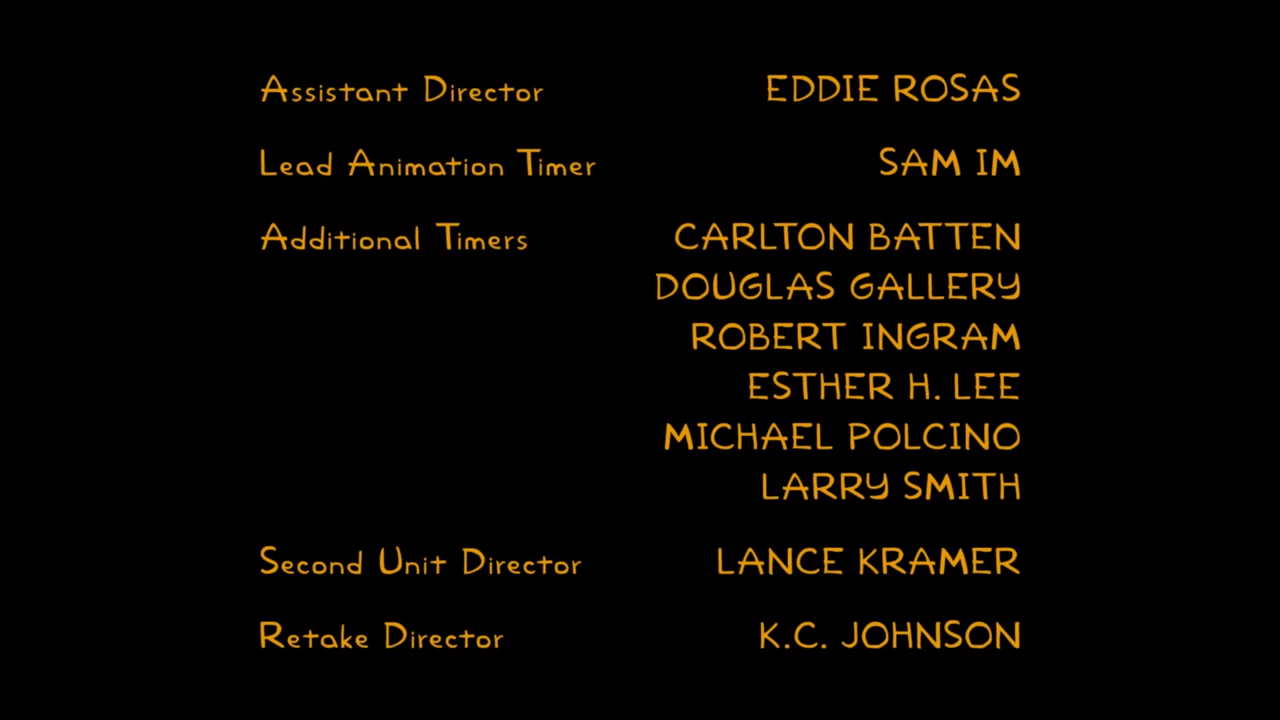 Assistant Director EDDIE ROSAS
Lead Animation Timer SAM IM
Additional Timers CARLTON BATTEN
DOUGLAS GALLERY
ROBERT INGRAM
ESTHER H. LEE
MICHAEL POLCINO
LARRY SMITH
Second Unit Director LANCE KRAMER
Retake Director K.C. JOHNSON